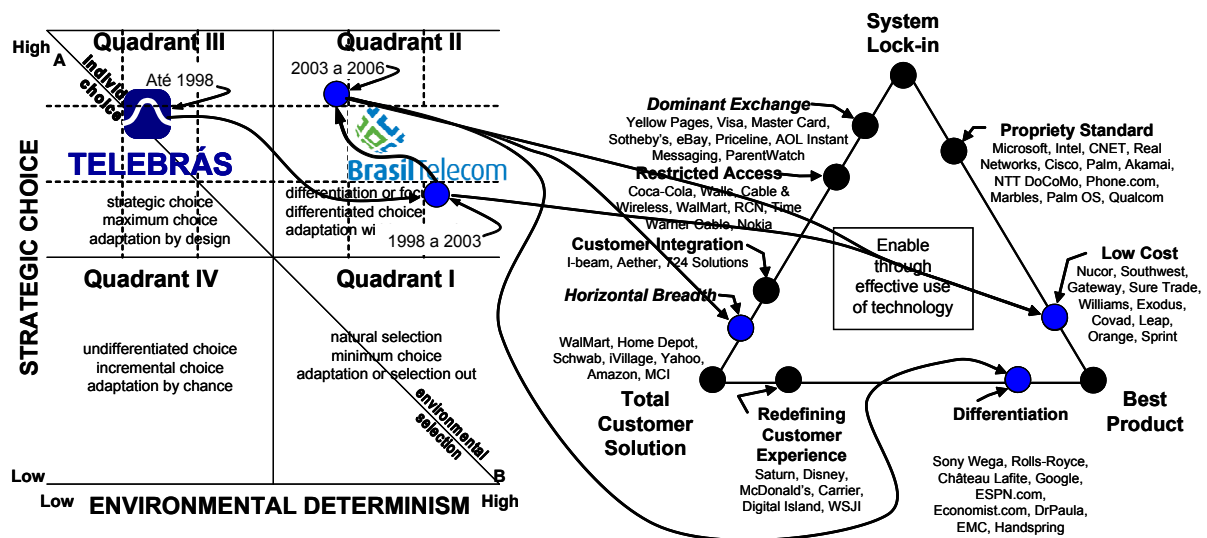 High
A
Quadrant III
Quadrant II
Individ
choice
Até 1998
2003 a 2006
TELEBRÁS
BrasilTelecom
strategic choice
maximum choice
adaptation by design
differentiation or focu
differentiated choice
adaptation wi
1998 a 2003
Quadrant IV
Quadrant I
undifferentiated choice
incremental choice
adaptation by chance
natural selection
minimum choice
adaptation or selection out
environmental
selection
STRATEGIC CHOICE
Low
Low
ENVIRONMENTAL DETERMINISM
B
High
System
Lock-in
Dominant Exchange
Yellow Pages, Visa, Master Card,
Sotheby's, eBay, Priceline, AOL Instant
Messaging, ParentWatch
Restricted Access
Coca-Cola, Walls, Cable &
Wireless, WalMart, RCN, Time
Warner Cable, Nokia
Customer Integration
I-beam, Aether, 724 Solutions
Horizontal Breadth
WalMart, Home Depot,
Schwab, iVillage, Yahoo,
Amazon, MCI
Propriety Standard
Microsoft, Intel, CNET, Real
Networks, Cisco, Palm, Akamai,
NTT DoCoMo, Phone.com,
Marbles, Palm OS, Qualcom
Enable
through
effective use
of technology
Low Cost
Nucor, Southwest,
Gateway, Sure Trade,
Williams, Exodus,
Covad, Leap,
Orange, Sprint
Total
Customer
Solution
Redefining
Customer
Experience
Saturn, Disney,
McDonald's, Carrier,
Digital Island, WSJI
Differentiation
Sony Wega, Rolls-Royce,
Château Lafite, Google,
ESPN.com,
Economist.com, DrPaula,
EMC, Handspring
Best
Product